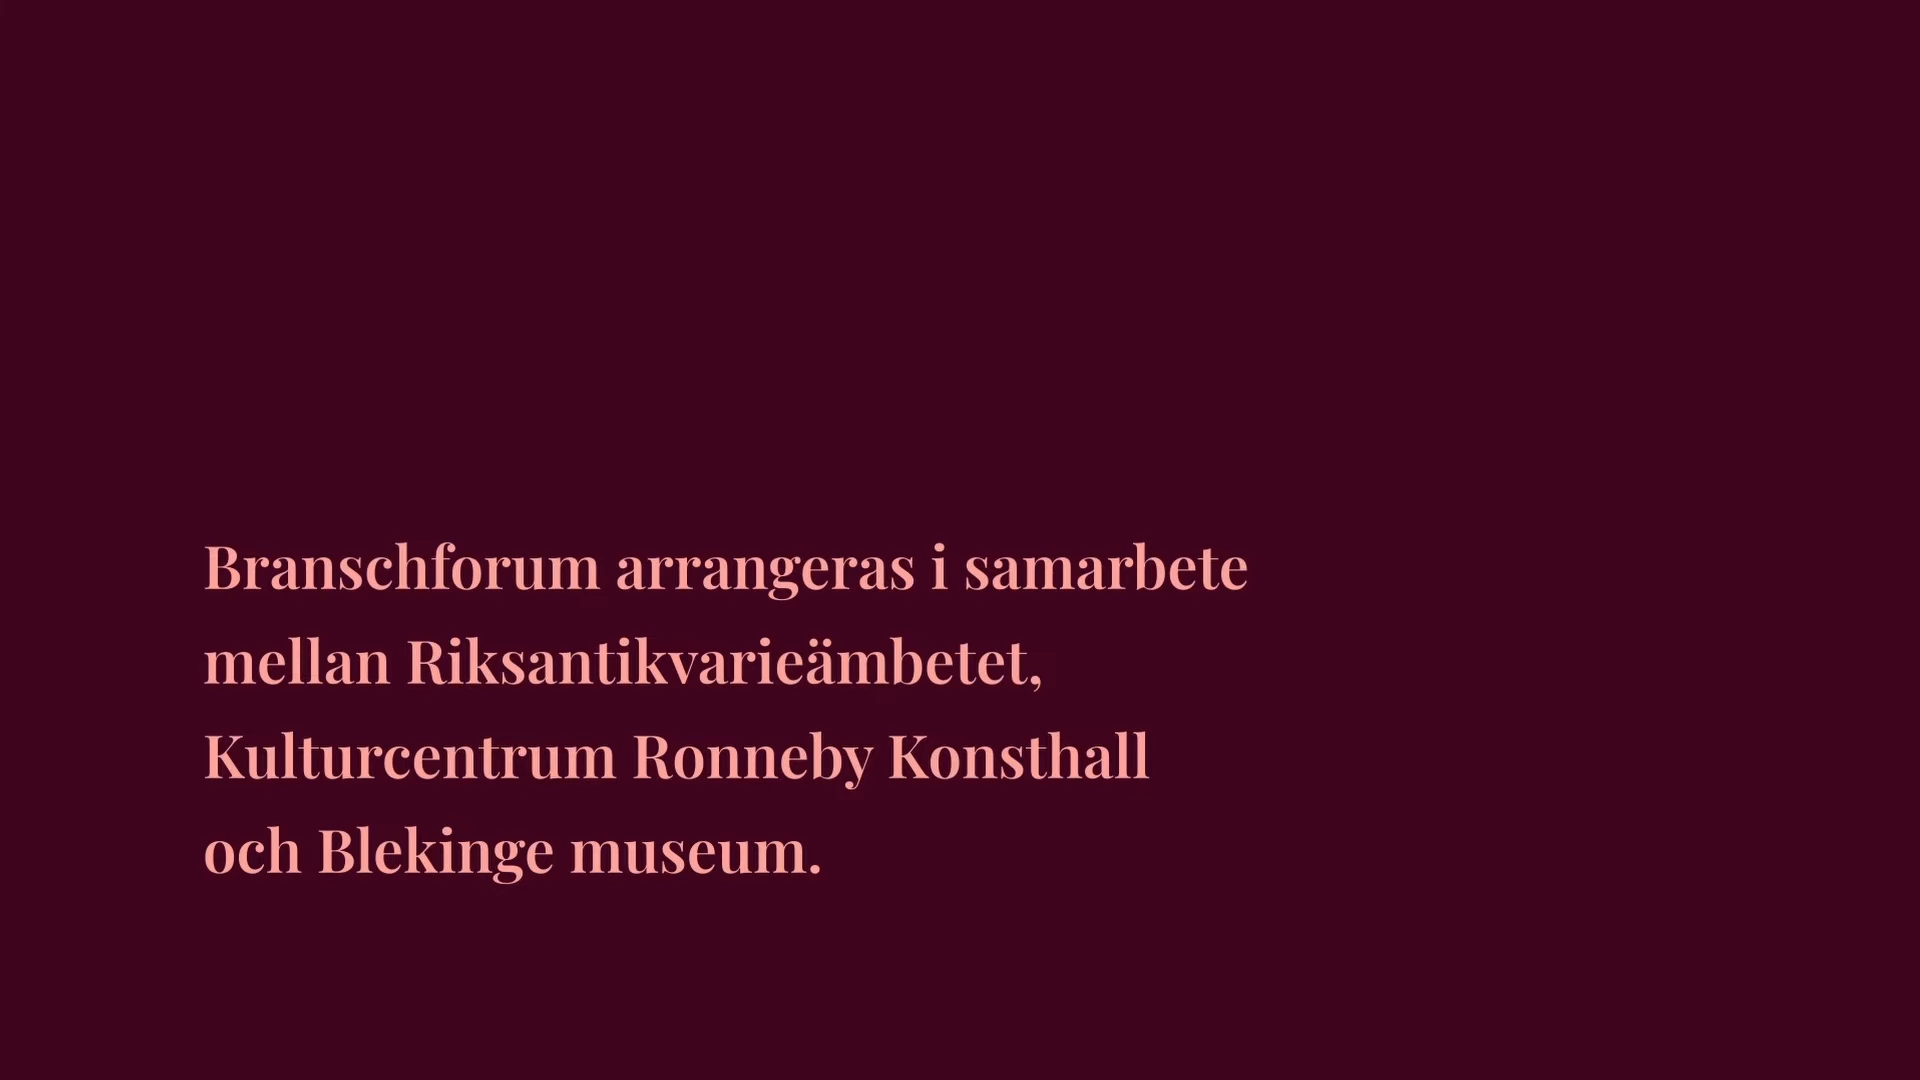 Branschforum arrangeras i samarbete
mellan Riksantikvarieämbetet,
Kulturcentrum Ronneby Konsthall
och Blekinge museum.